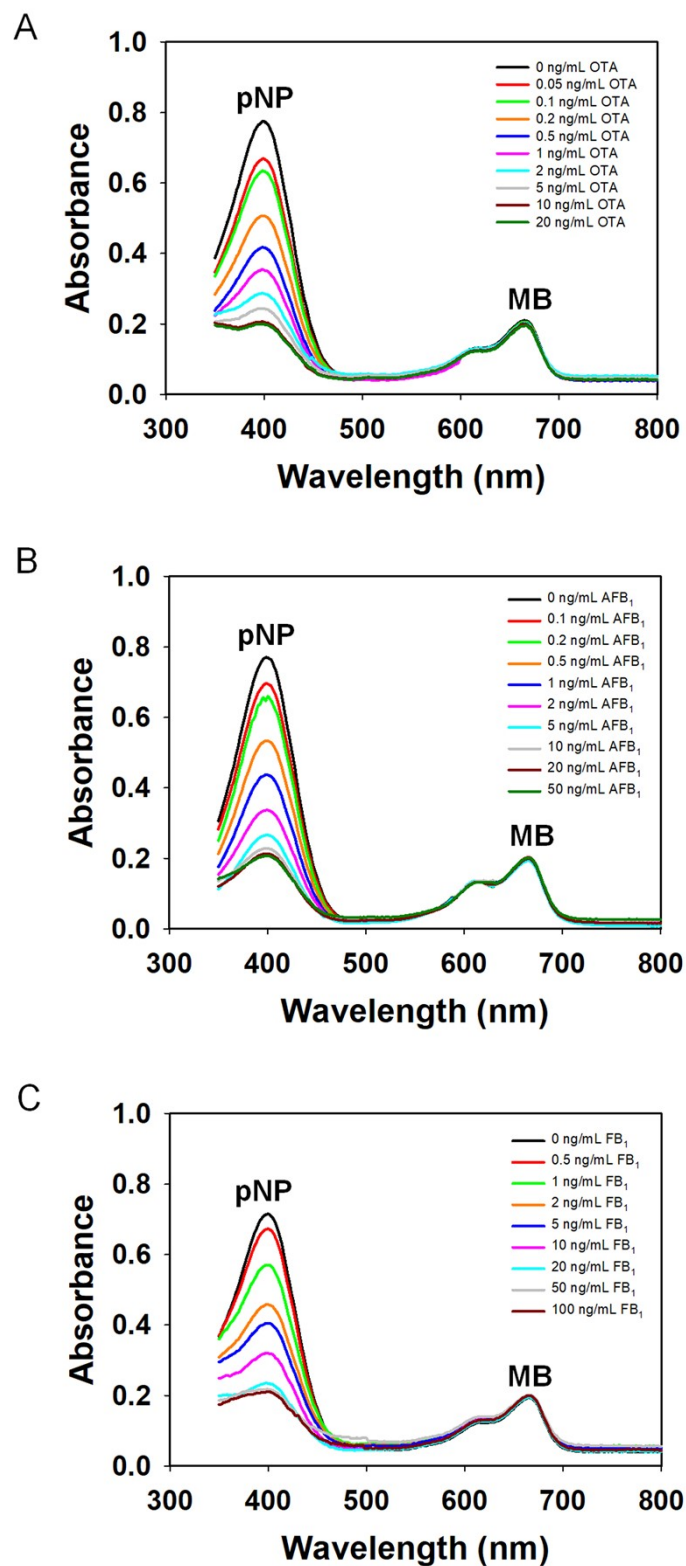 A
1.0
0.8
0.6
0.4
0.2
0.0
Absorbance
pNP
MB
0 ng/mL OTA
0.05 ng/mL OTA
0.1 ng/mL OTA
0.2 ng/mL OTA
0.5 ng/mL OTA
1 ng/mL OTA
2 ng/mL OTA
5 ng/mL OTA
10 ng/mL OTA
20 ng/mL OTA
300 400 500 600 700 800
Wavelength (nm)
B
1.0
0.8
0.6
0.4
0.2
0.0
Absorbance
pNP
MB
0 ng/mL AFB₁
0.1 ng/mL AFB₁
0.2 ng/mL AFB₁
0.5 ng/mL AFB₁
1 ng/mL AFB₁
2 ng/mL AFB₁
5 ng/mL AFB₁
10 ng/mL AFB₁
20 ng/mL AFB₁
50 ng/mL AFB₁
300 400 500 600 700 800
Wavelength (nm)
C
1.0
0.8
0.6
0.4
0.2
0.0
Absorbance
pNP
MB
0 ng/mL FB₁
0.5 ng/mL FB₁
1 ng/mL FB₁
2 ng/mL FB₁
5 ng/mL FB₁
10 ng/mL FB₁
20 ng/mL FB₁
50 ng/mL FB₁
100 ng/mL FB₁
300 400 500 600 700 800
Wavelength (nm)